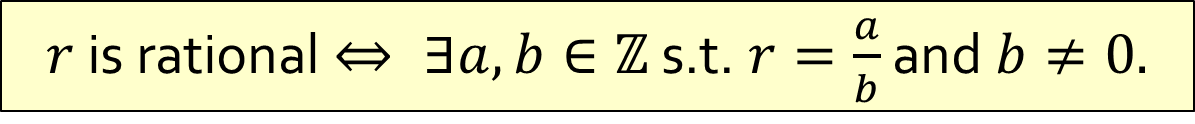 r is rational ⇔ ∃a, b ∈ ℤ s.t. r = a/b and b ≠ 0.